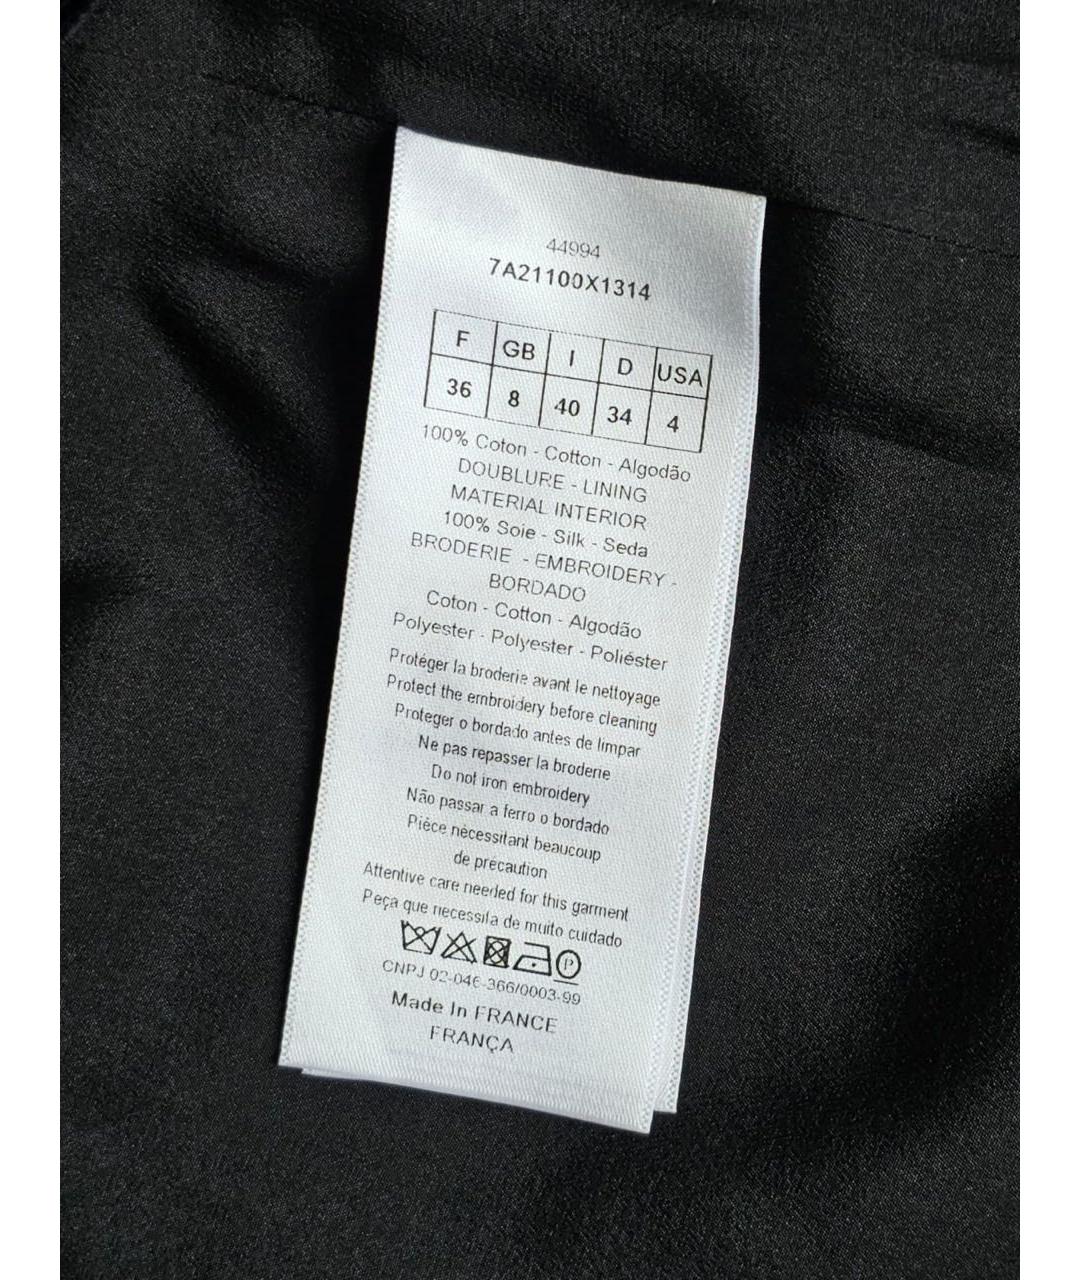 44994
7A21100X1314
F GB I D USA
36 8 40 34 4
100% Coton - Cotton - Algodão
DOUBLURE - LINING
MATERIAL INTERIOR
100% Soie - Silk - Seda
BRODERIE - EMBROIDERY -
BORDADO
Coton - Cotton - Algodão
Polyester - Polyester - Poliéster
Protéger la broderie avant le nettoyage
Protect the embroidery before cleaning
Proteger o bordado antes de limpar
Ne pas repasser la broderie
Do not iron embroidery
Não passar a ferro o bordado
Pièce nécessitant beaucoup
de précaution
Attentive care needed for this garment
Peça que necessita de muito cuidado
P
CNPJ 02-046-366/0003-99
Made In FRANCE
FRANÇA